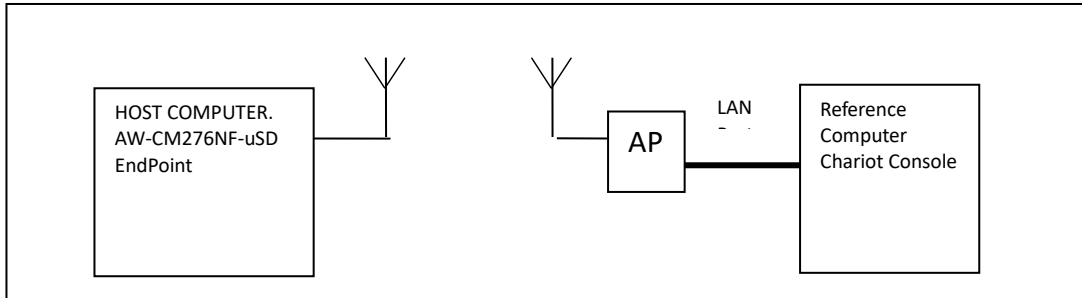 HOST COMPUTER.
AW-CM276NF-uSD
EndPoint
AP
LAN
Reference
Computer
Chariot Console